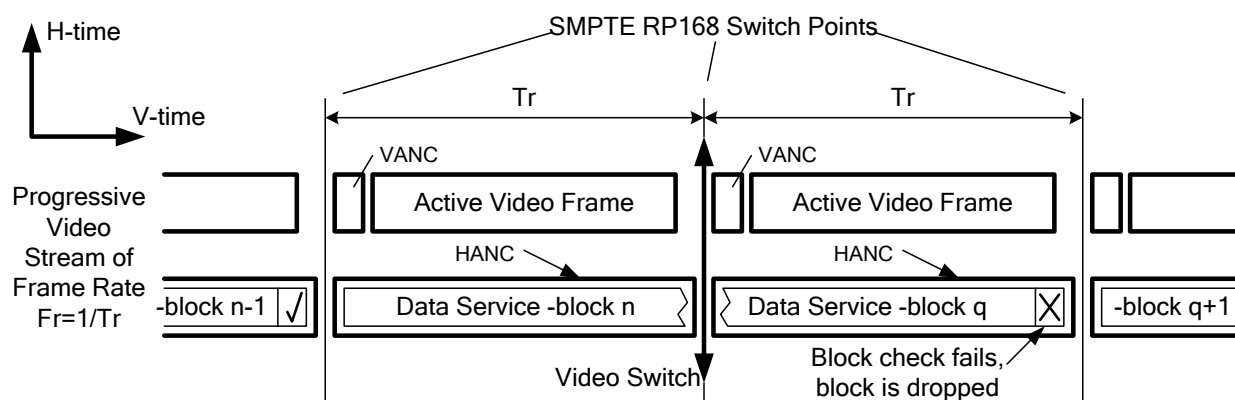 SMPTE RP168 Switch Points
H-time
V-time
Tr
Tr
VANC
VANC
Progressive
Video
Stream of
Frame Rate
Fr=1/Tr
Active Video Frame
Active Video Frame
HANC
HANC
-block n-1
Data Service -block n
Data Service -block q
-block q+1
Video Switch
Block check fails,
block is dropped